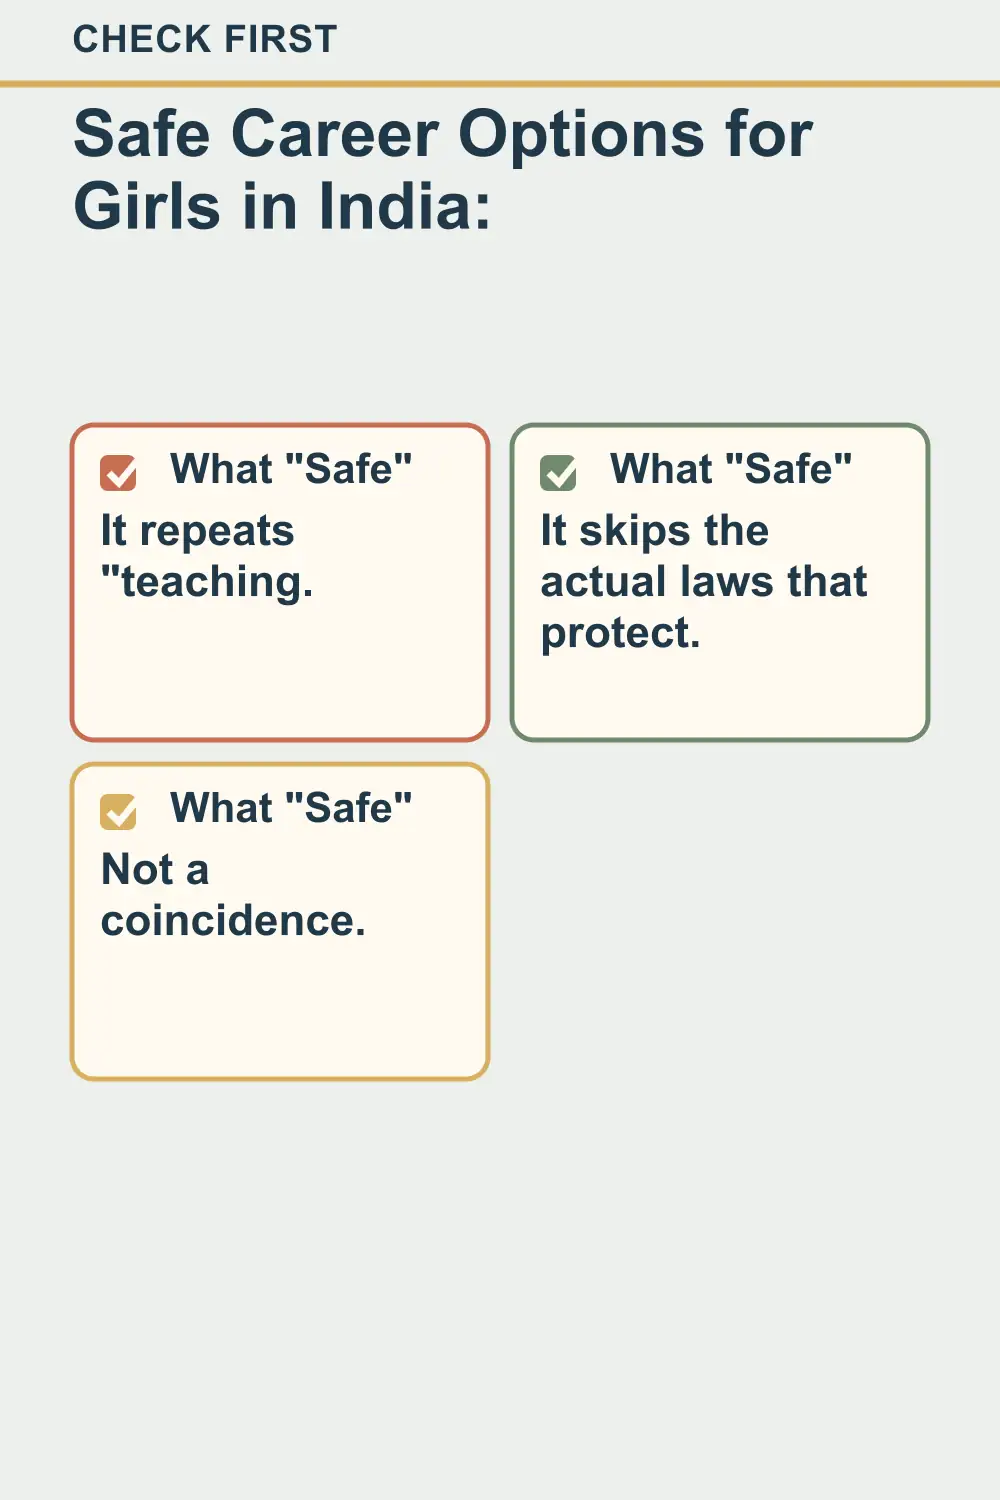 CHECK FIRST
Safe Career Options for
Girls in India:
What "Safe"
It repeats
"teaching.
What "Safe"
It skips the
actual laws that
protect.
What "Safe"
Not a
coincidence.